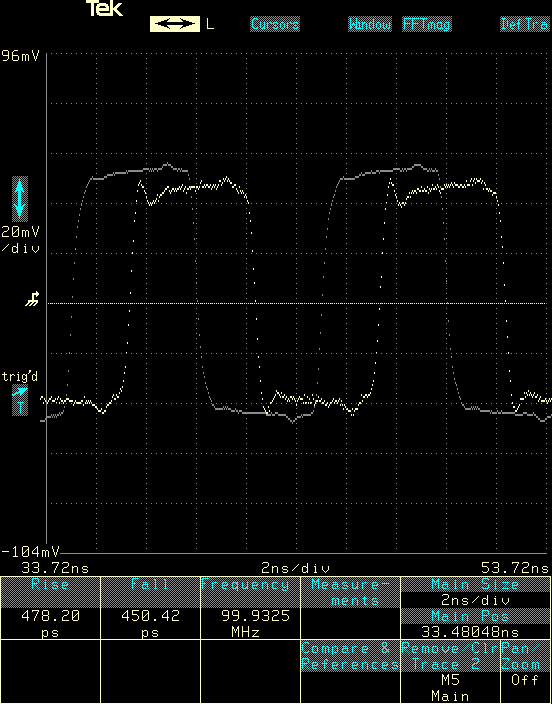 Tek
L Cursors Window FFTmag DefTra
96mV
20mV
/div
trig'd
T
-104mV
33.72ns 2ns/div 53.72ns
Rise Fall Frequency Measure- Main Size
ments 2ns/div
478.20 450.42 99.9325 Main Pos
ps ps MHz 33.48048ns
Compare & Remove Clr Pan/
References Trace 2 Zoom
M5 Off
Main